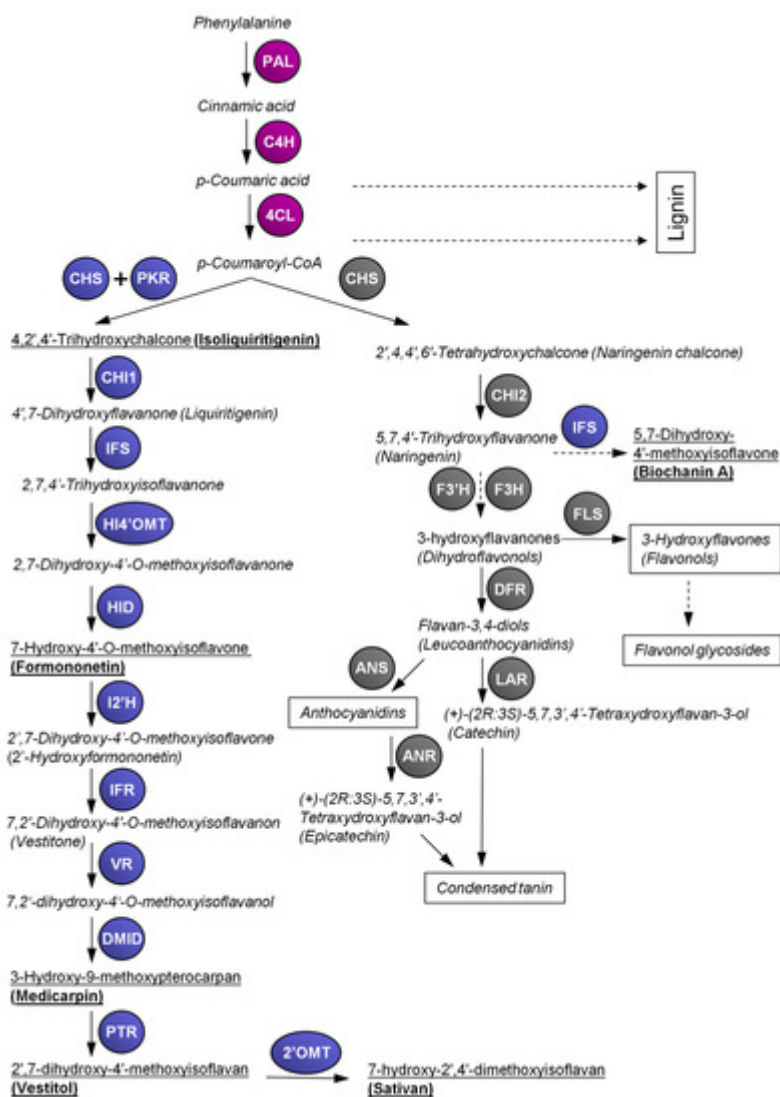 Phenylalanine
PAL
Cinnamic acid
C4H
p-Coumaric acid
4CL
Lignin
p-Coumaroyl-CoA
CHS + PKR
CHS
4,2',4'-Trihydroxychalcone (Isoliquiritigenin)
2',4,4',6'-Tetrahydroxychalcone (Naringenin chalcone)
CHI1
CHI2
4',7-Dihydroxyflavanone (Liquiritigenin)
5,7,4'-Trihydroxyflavanone
(Naringenin)
IFS
5,7-Dihydroxy-
4'-methoxyisoflavone
(Biochanin A)
IFS
2,7,4'-Trihydroxyisoflavanone
F3'H
F3H
HI4'OMT
3-hydroxyflavanones
(Dihydroflavonols)
FLS
3-Hydroxyflavones
(Flavonols)
2,7-Dihydroxy-4'-O-methoxyisoflavanone
DFR
HID
Flavan-3,4-diols
(Leucoanthocyanidins)
Flavonol glycosides
7-Hydroxy-4'-O-methoxyisoflavone
(Formononetin)
ANS
LAR
I2'H
Anthocyanidins
(+)-(2R:3S)-5,7,3',4'-Tetraxydroxyflavan-3-ol
(Catechin)
2',7-Dihydroxy-4'-O-methoxyisoflavone
(2'-Hydroxyformononetin)
ANR
IFR
(+)-(2R:3S)-5,7,3',4'-
Tetraxydroxyflavan-3-ol
(Epicatechin)
7,2'-Dihydroxy-4'-O-methoxyisoflavanon
(Vestitone)
VR
Condensed tanin
7,2'-dihydroxy-4'-O-methoxyisoflavanol
DMID
3-Hydroxy-9-methoxypterocarpan
(Medicarpin)
PTR
2'OMT
2',7-dihydroxy-4'-methoxyisoflavan
(Vestitol)
7-hydroxy-2',4'-dimethoxyisoflavan
(Sativan)